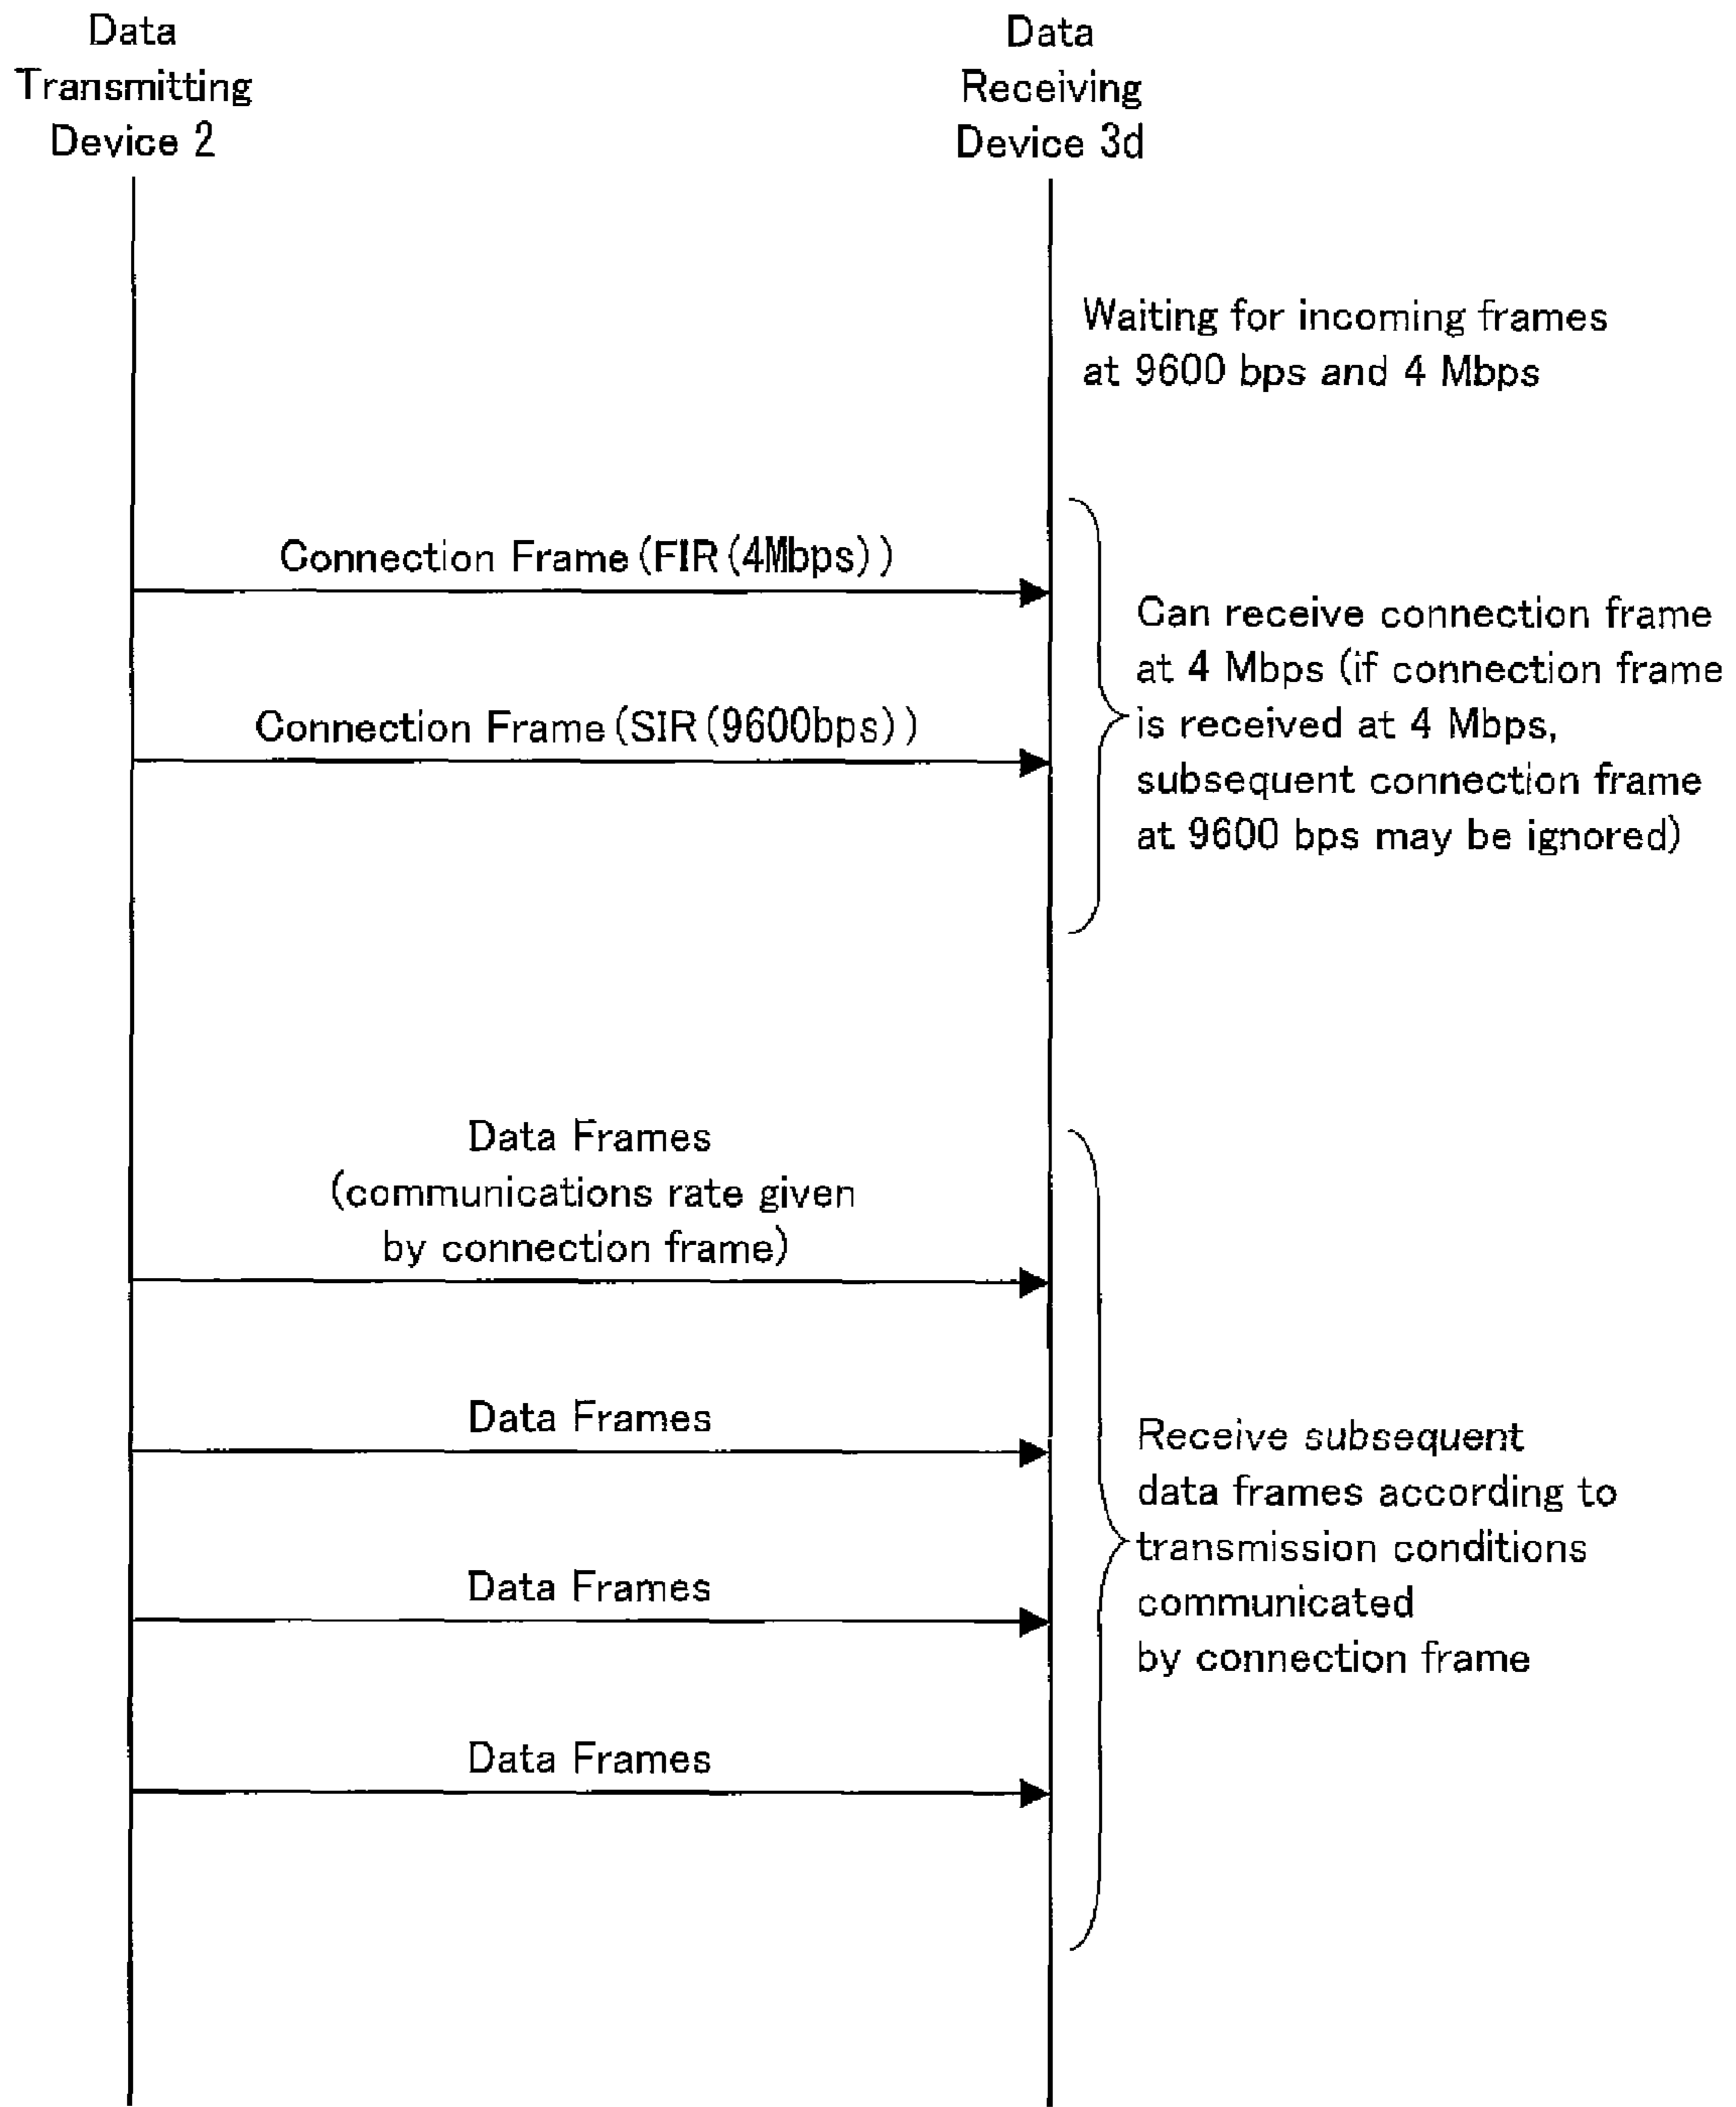 Data
Transmitting
Device 2
Data
Receiving
Device 3d
Waiting for incoming frames
at 9600 bps and 4 Mbps
Connection Frame (FIR (4Mbps))
Connection Frame (SIR (9600bps))
Can receive connection frame
at 4 Mbps (if connection frame
is received at 4 Mbps,
subsequent connection frame
at 9600 bps may be ignored)
Data Frames
(communications rate given
by connection frame)
Data Frames
Data Frames
Data Frames
Receive subsequent
data frames according to
transmission conditions
communicated
by connection frame